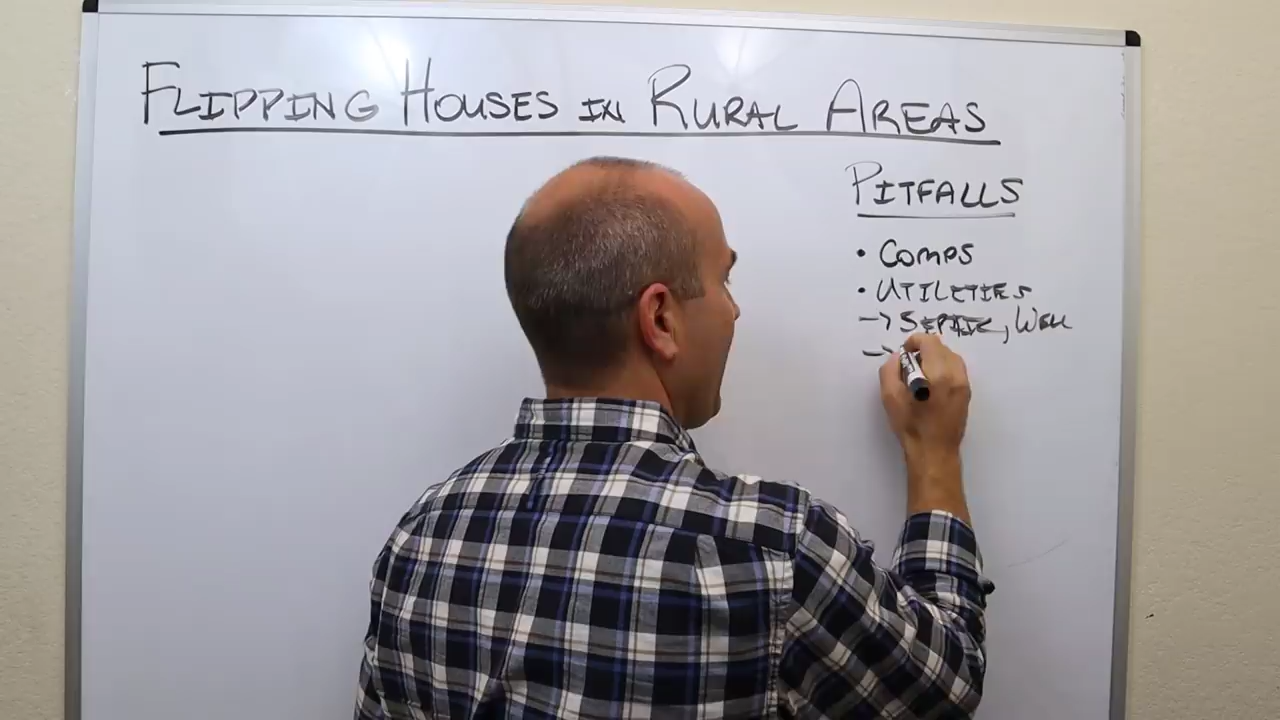 FLIPPING HOUSES IN RURAL AREAS
PITFALLS
• COMPS
• UTILITIES
→ SEPTIC, WELL
→